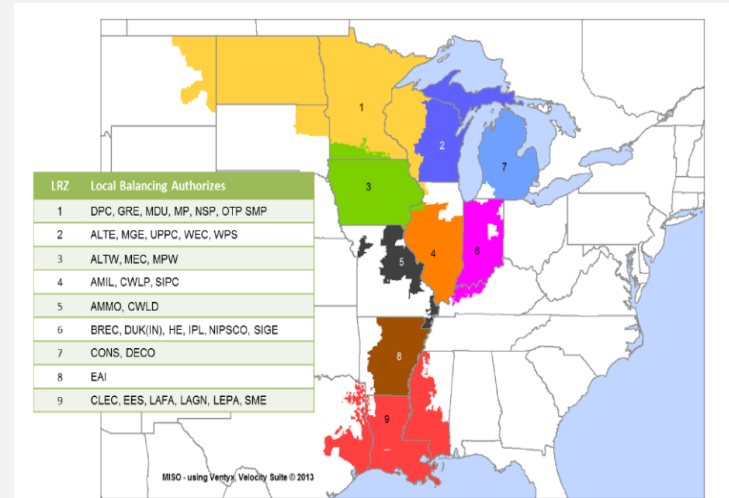 LRZ Local Balancing Authorizes
1 DPC, GRE, MDU, MP, NSP, OTP SMP
2 ALTE, MGE, UPPC, WEC, WPS
3 ALTW, MEC, MPW
4 AMIL, CWLP, SIPC
5 AMMO, CWLD
6 BREC, DUK(IN), HE, IPL, NIPSCO, SIGE
7 CONS, DECO
8 EAI
9 CLEC, EES, LAFA, LAGN, LEPA, SME
1
2
7
3
4
6
5
8
9
MISO - using Ventyx, Velocity Suite © 2013